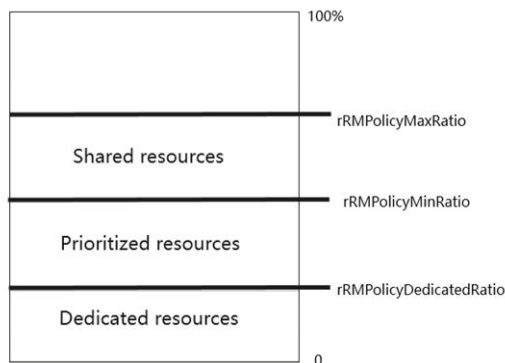 100%
rRMPolicyMaxRatio
Shared resources
rRMPolicyMinRatio
Prioritized resources
rRMPolicyDedicatedRatio
Dedicated resources
0